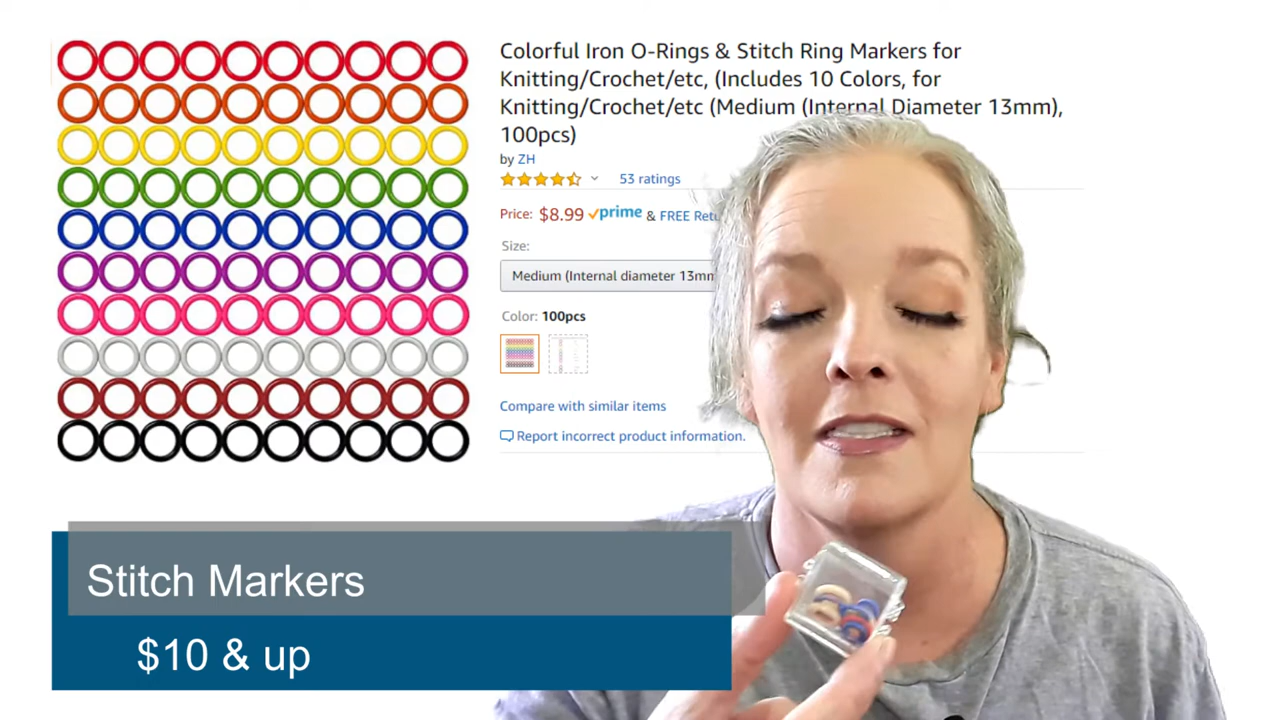 Colorful Iron O-Rings & Stitch Ring Markers for
Knitting/Crochet/etc, (Includes 10 Colors, for
Knitting/Crochet/etc (Medium (Internal Diameter 13mm),
100pcs)
by ZH
53 ratings
Price: $8.99 prime & FREE Retu
Size:
Medium (Internal diameter 13mm
Color: 100pcs
Compare with similar items
Report incorrect product information.
Stitch Markers
$10 & up